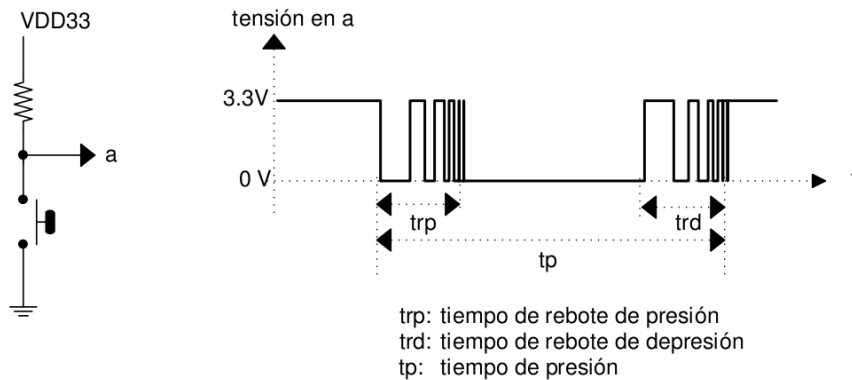 VDD33
a
tensión en a
3.3V
0 V
trp
trd
tp
trp: tiempo de rebote de presión
trd: tiempo de rebote de depresión
tp: tiempo de presión